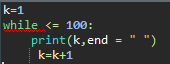 k=1
while <= 100:
print(k,end = " ")
k=k+1